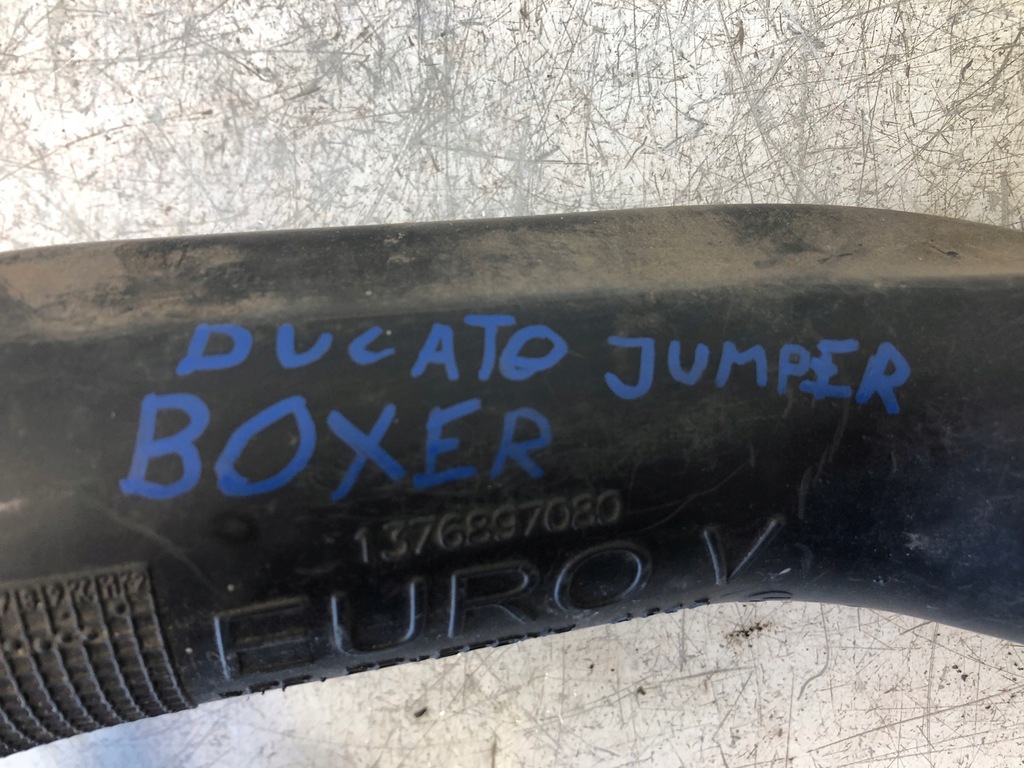 DUCATO JUMPER
BOXER
1376897080
EURO V